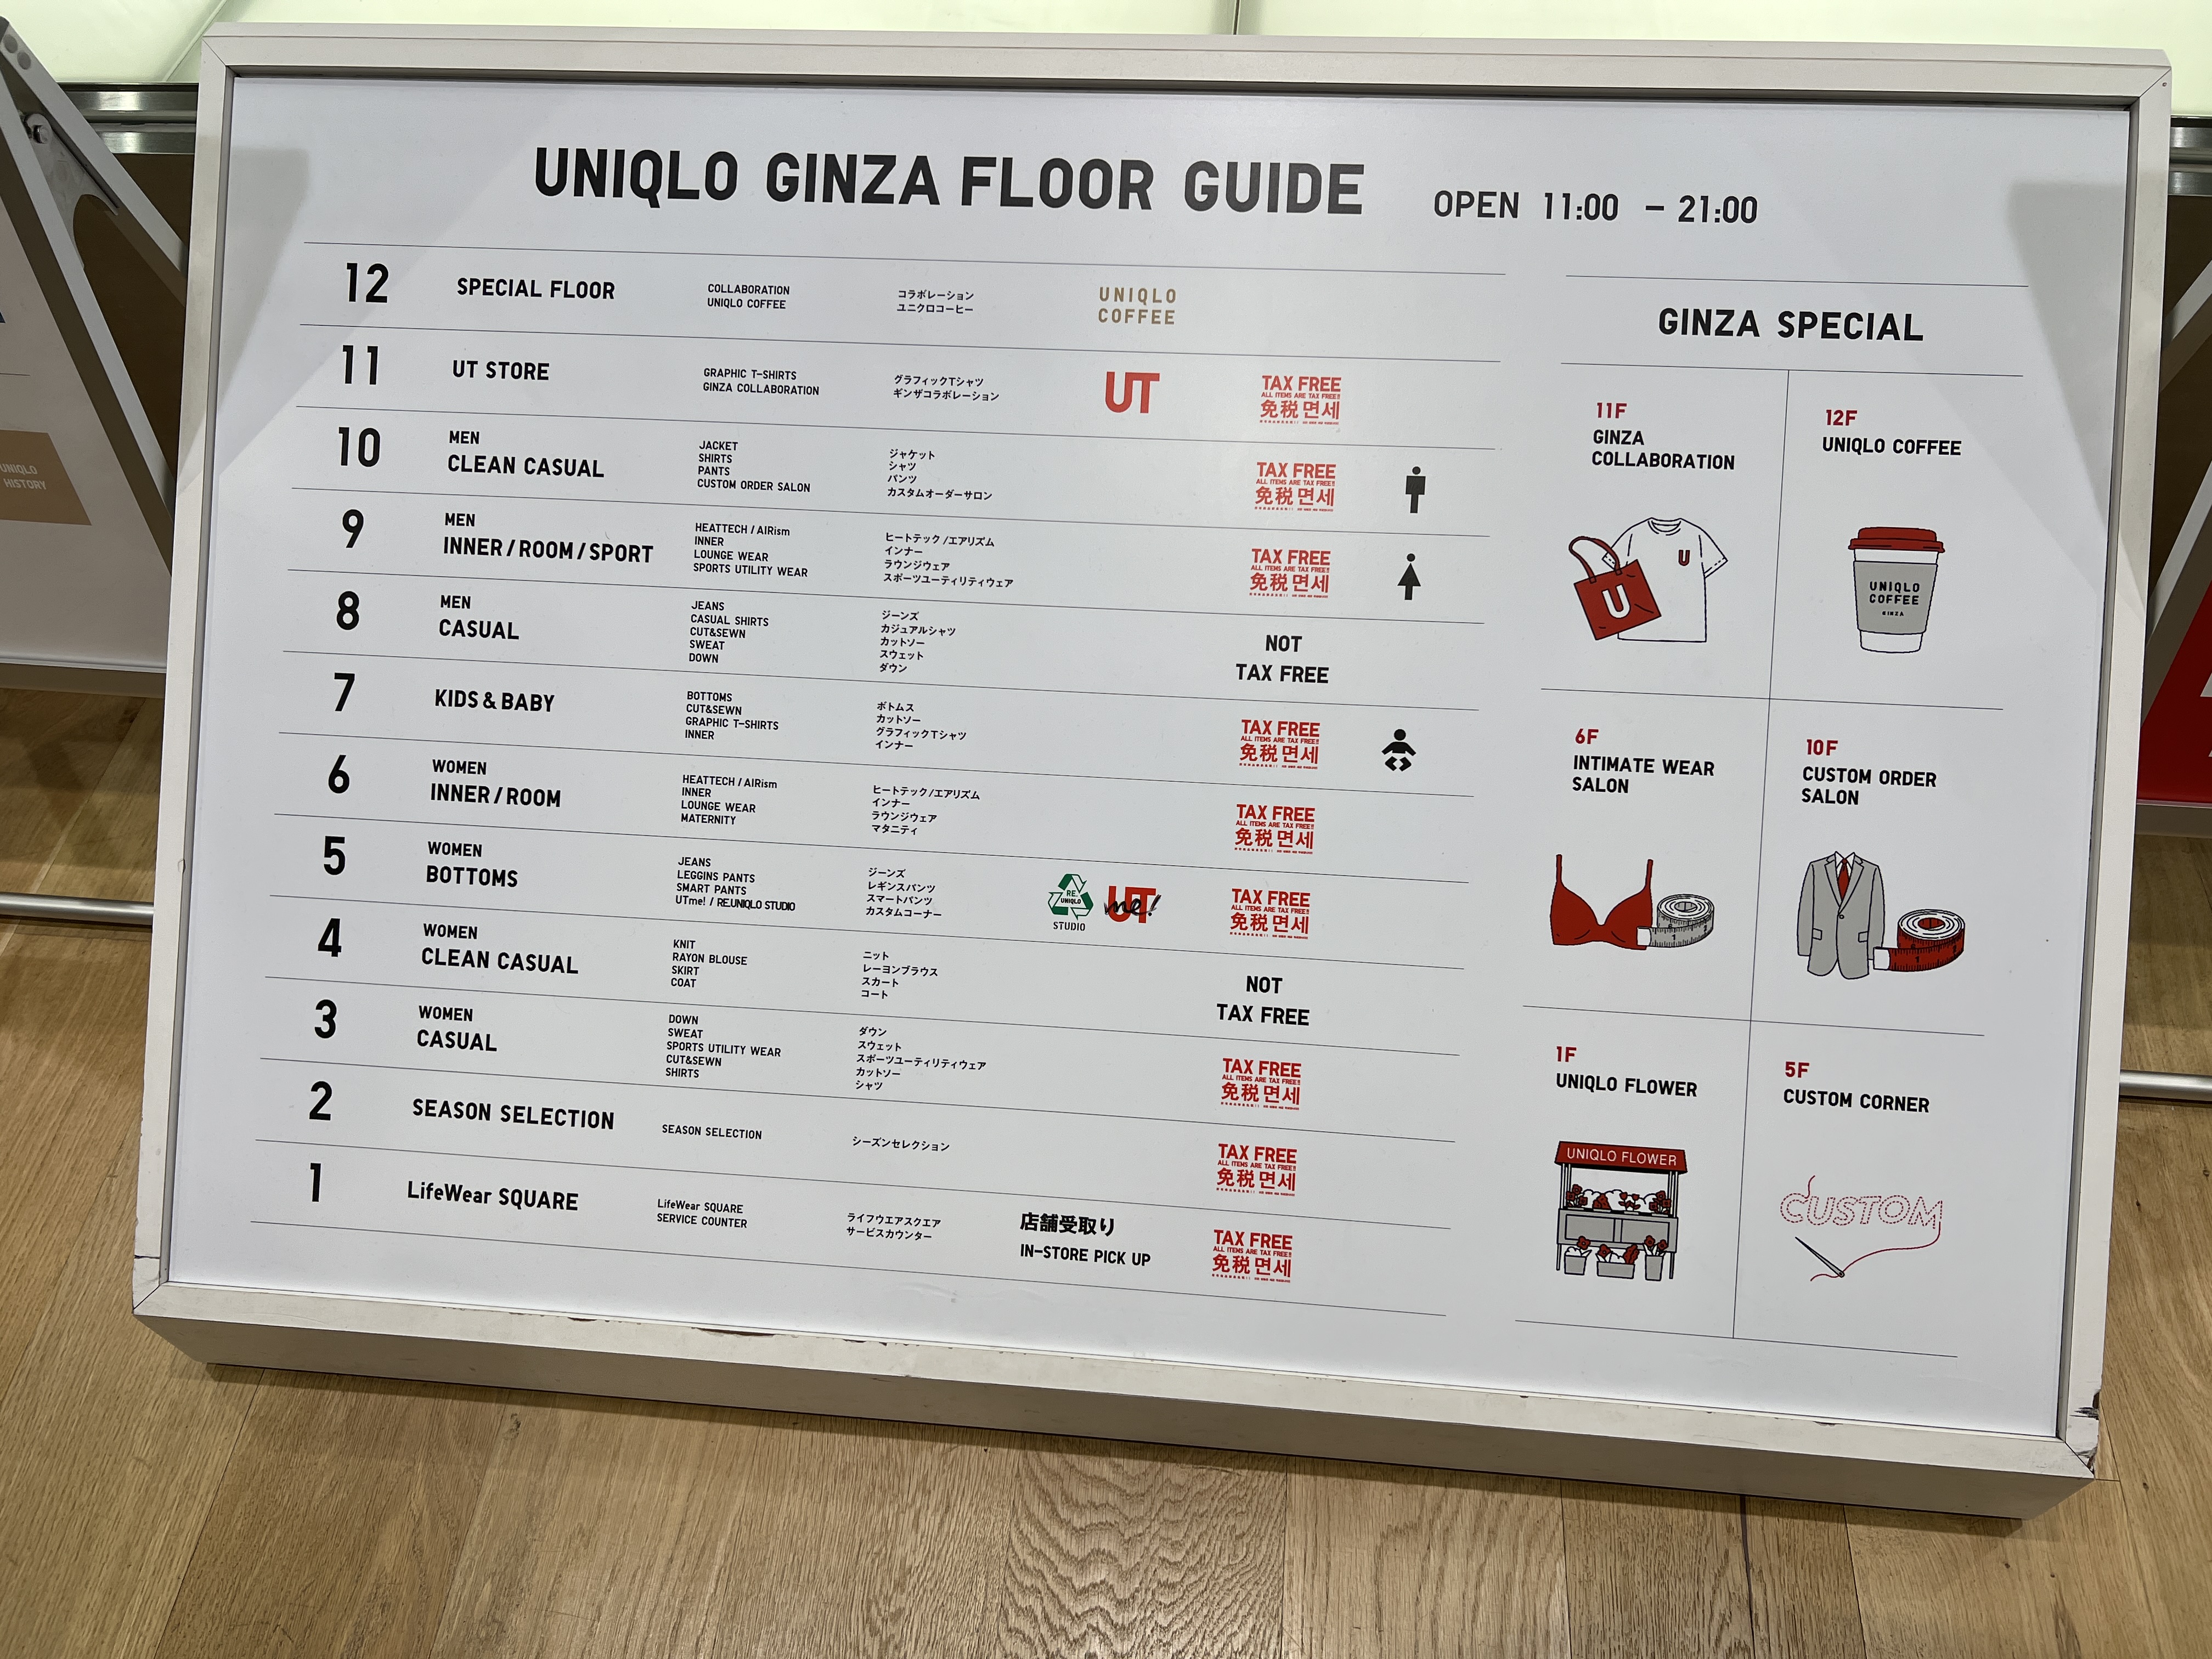 UNIQLO GINZA FLOOR GUIDE OPEN 11:00 – 21:00
12
SPECIAL FLOOR
COLLABORATION
UNIQLO COFFEE
コラボレーション
ユニクロコーヒー
UNIQLO
COFFEE
11
UT STORE
GRAPHIC T-SHIRTS
GINZA COLLABORATION
グラフィックTシャツ
ギンザコラボレーション
UT
TAX FREE
ALL ITEMS ARE TAX FREE!!
免税 면세
10
MEN
CLEAN CASUAL
JACKET
SHIRTS
PANTS
CUSTOM ORDER SALON
ジャケット
シャツ
パンツ
カスタムオーダーサロン
TAX FREE
ALL ITEMS ARE TAX FREE!!
免税 면세
9
MEN
INNER / ROOM / SPORT
HEATTECH / AIRism
INNER
LOUNGE WEAR
SPORTS UTILITY WEAR
ヒートテック /エアリズム
インナー
ラウンジウェア
スポーツユーティリティウェア
TAX FREE
ALL ITEMS ARE TAX FREE!!
免税 면세
8
MEN
CASUAL
JEANS
CASUAL SHIRTS
CUT&SEWN
SWEAT
DOWN
ジーンズ
カジュアルシャツ
カットソー
スウェット
ダウン
NOT
TAX FREE
7
KIDS & BABY
BOTTOMS
CUT&SEWN
GRAPHIC T-SHIRTS
INNER
ボトムス
カットソー
グラフィックTシャツ
インナー
TAX FREE
ALL ITEMS ARE TAX FREE!!
免税 면세
6
WOMEN
INNER / ROOM
HEATTECH / AIRism
INNER
LOUNGE WEAR
MATERNITY
ヒートテック /エアリズム
インナー
ラウンジウェア
マタニティ
TAX FREE
ALL ITEMS ARE TAX FREE!!
免税 면세
5
WOMEN
BOTTOMS
JEANS
LEGGINS PANTS
SMART PANTS
UTme! / RE.UNIQLO STUDIO
ジーンズ
レギンスパンツ
スマートパンツ
カスタムコーナー
RE.
UNIQLO
STUDIO
UT me!
TAX FREE
ALL ITEMS ARE TAX FREE!!
免税 면세
4
WOMEN
CLEAN CASUAL
KNIT
RAYON BLOUSE
SKIRT
COAT
ニット
レーヨンブラウス
スカート
コート
NOT
TAX FREE
3
WOMEN
CASUAL
DOWN
SWEAT
SPORTS UTILITY WEAR
CUT&SEWN
SHIRTS
ダウン
スウェット
スポーツユーティリティウェア
カットソー
シャツ
TAX FREE
ALL ITEMS ARE TAX FREE!!
免税 면세
2
SEASON SELECTION
SEASON SELECTION
シーズンセレクション
TAX FREE
ALL ITEMS ARE TAX FREE!!
免税 면세
1
LifeWear SQUARE
LifeWear SQUARE
SERVICE COUNTER
ライフウエアスクエア
サービスカウンター
店舗受取り
IN-STORE PICK UP
TAX FREE
ALL ITEMS ARE TAX FREE!!
免税 면세
GINZA SPECIAL
11F
GINZA
COLLABORATION
U
U
12F
UNIQLO COFFEE
UNIQLO
COFFEE
GINZA
6F
INTIMATE WEAR
SALON
10F
CUSTOM ORDER
SALON
1F
UNIQLO FLOWER
UNIQLO FLOWER
5F
CUSTOM CORNER
CUSTOM
UNIQLO
HISTORY